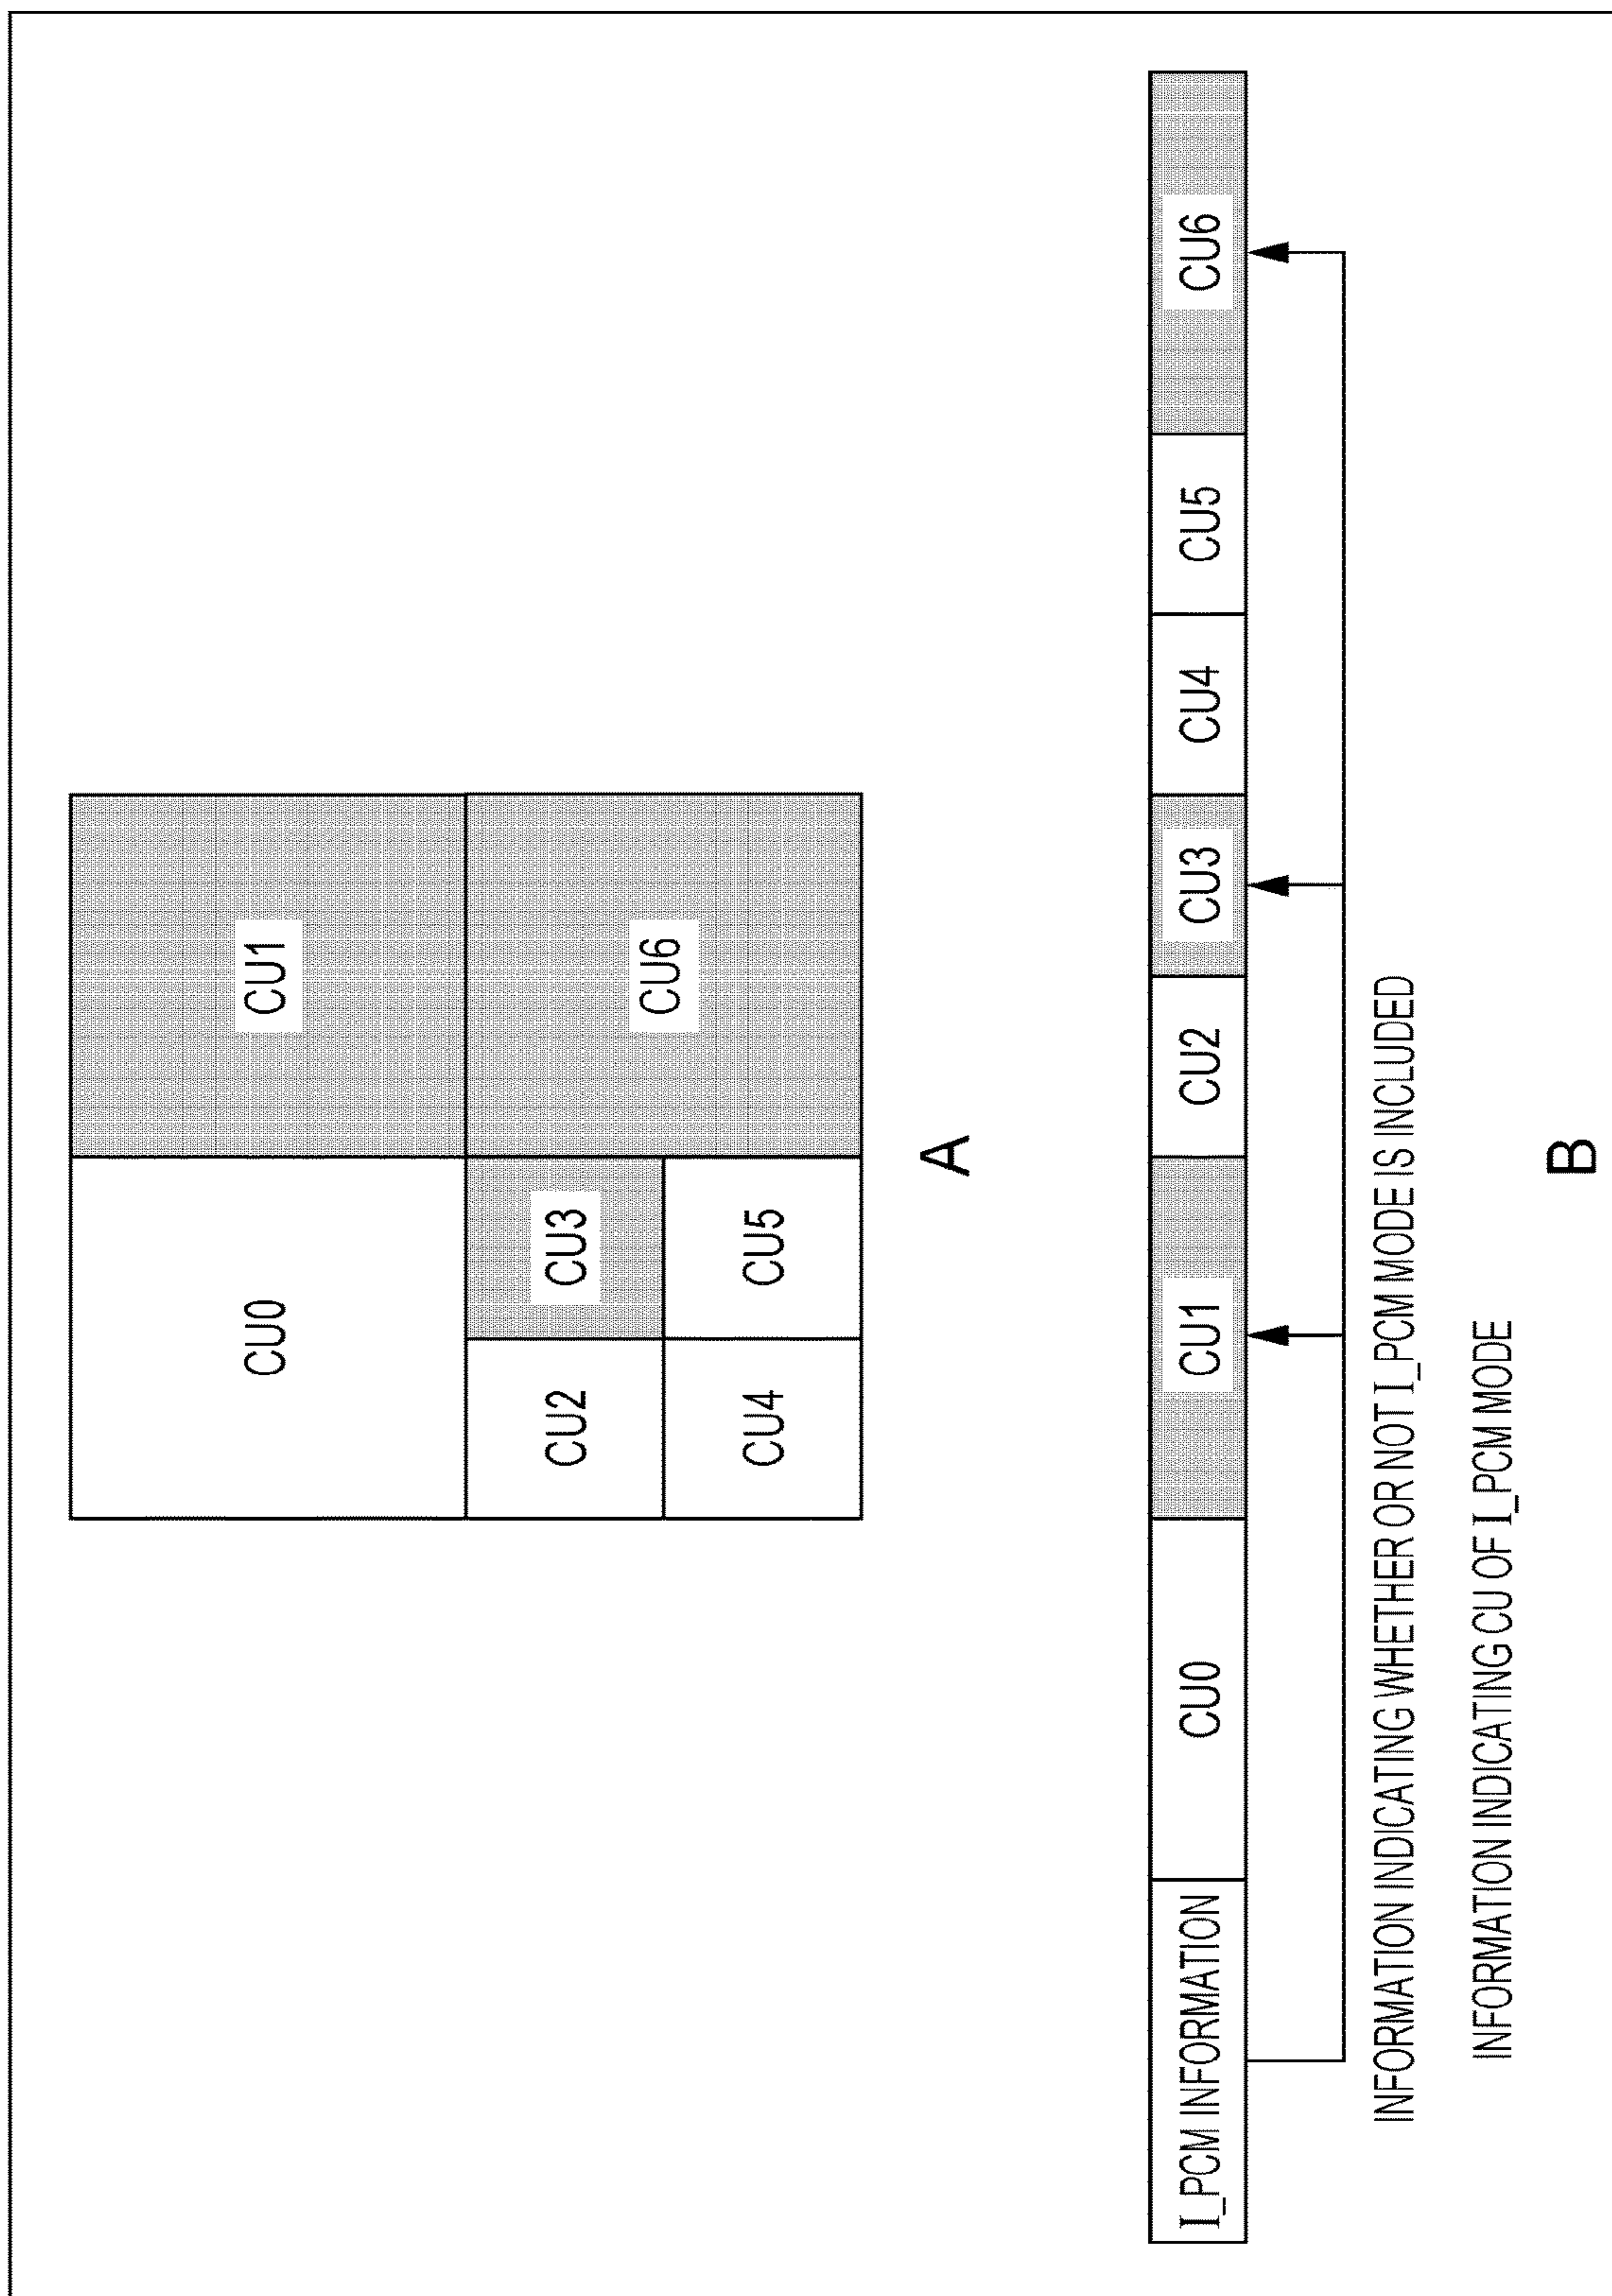 CU0
CU1
CU2
CU3
CU6
CU4
CU5
A
I_PCM INFORMATION
CU0
CU1
CU2
CU3
CU4
CU5
CU6
INFORMATION INDICATING WHETHER OR NOT I_PCM MODE IS INCLUDED
INFORMATION INDICATING CU OF I_PCM MODE
B